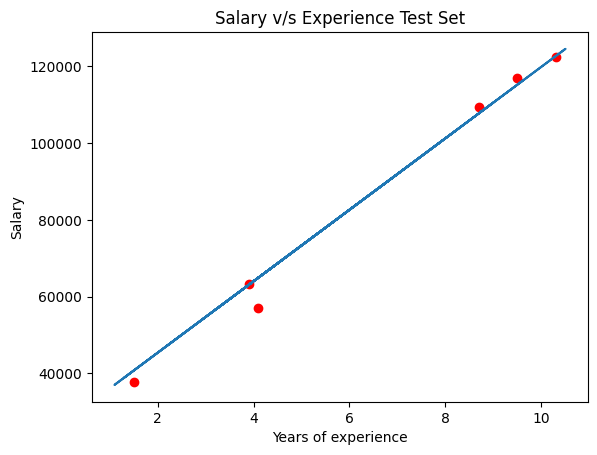 Salary v/s Experience Test Set
120000
100000
80000
60000
40000
Salary
2 4 6 8 10
Years of experience